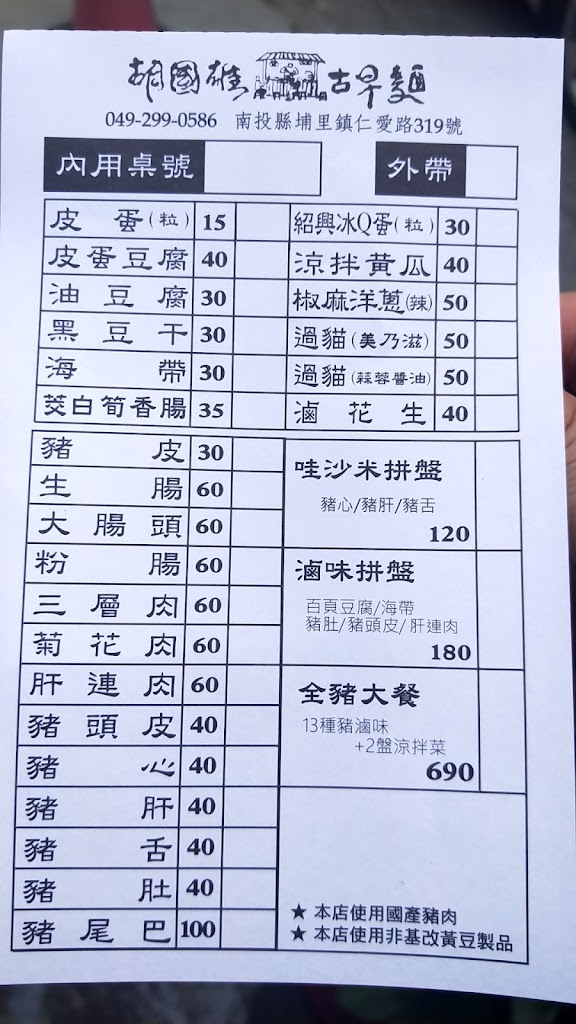 胡國雄古早麵
049-299-0586 南投縣埔里鎮仁愛路319號
內用桌號
外帶
皮蛋(粒) 15
皮蛋豆腐 40
油豆腐 30
黑豆干 30
海帶 30
茭白筍香腸 35
紹興冰Q蛋(粒) 30
涼拌黃瓜 40
椒麻洋蔥(辣) 50
過貓(美乃滋) 50
過貓(蒜蓉醬油) 50
滷花生 40
豬皮 30
生腸 60
大腸頭 60
粉腸 60
三層肉 60
菊花肉 60
肝連肉 60
豬頭皮 40
豬心 40
豬肝 40
豬舌 40
豬肚 40
豬尾巴 100
哇沙米拼盤
豬心/豬肝/豬舌
120
滷味拼盤
百頁豆腐/海帶
豬肚/豬頭皮/肝連肉
180
全豬大餐
13種豬滷味
+2盤涼拌菜
690
★ 本店使用國產豬肉
★ 本店使用非基改黃豆製品